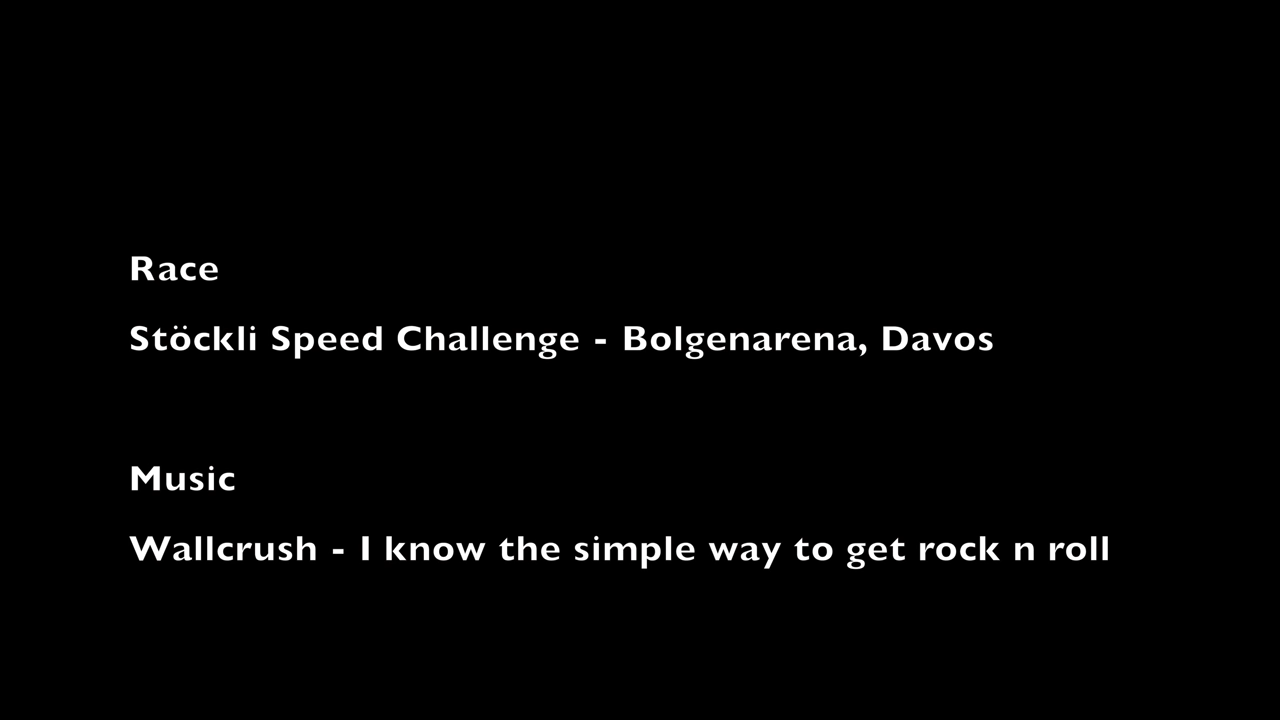 Race
Stöckli Speed Challenge - Bolgenarena, Davos
Music
Wallcrush - I know the simple way to get rock n roll